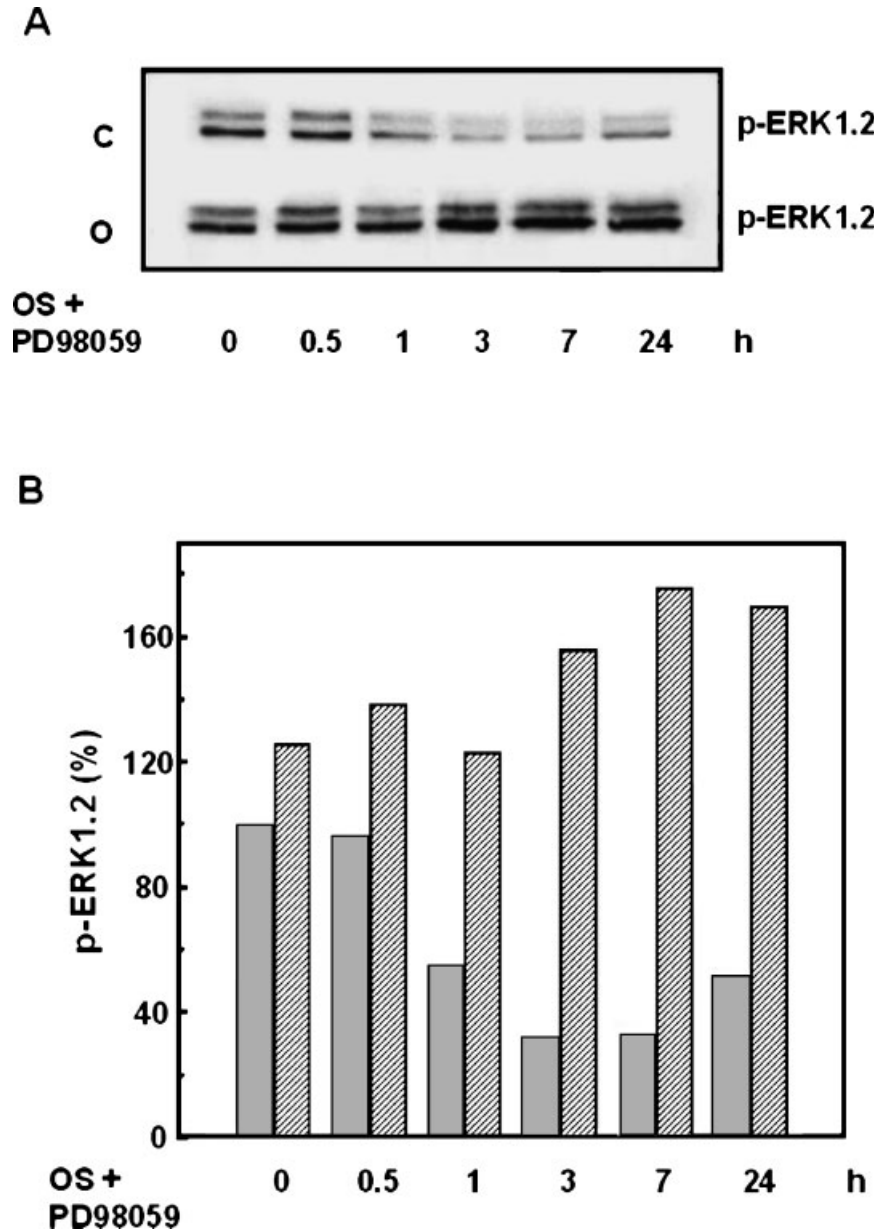 A
C p-ERK1.2
O p-ERK1.2
OS +
PD98059 0 0.5 1 3 7 24 h
B
160
120
80
40
0
p-ERK1.2 (%)
OS + 0 0.5 1 3 7 24 h
PD98059